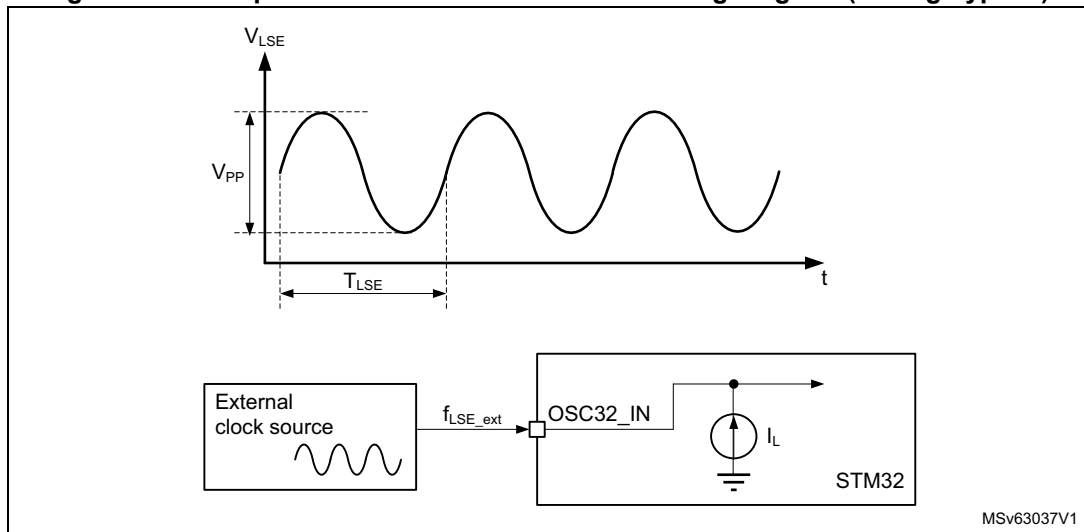 V_LSE
V_PP
T_LSE
t
External
clock source
f_LSE_ext
OSC32_IN
I_L
STM32
MSv63037V1